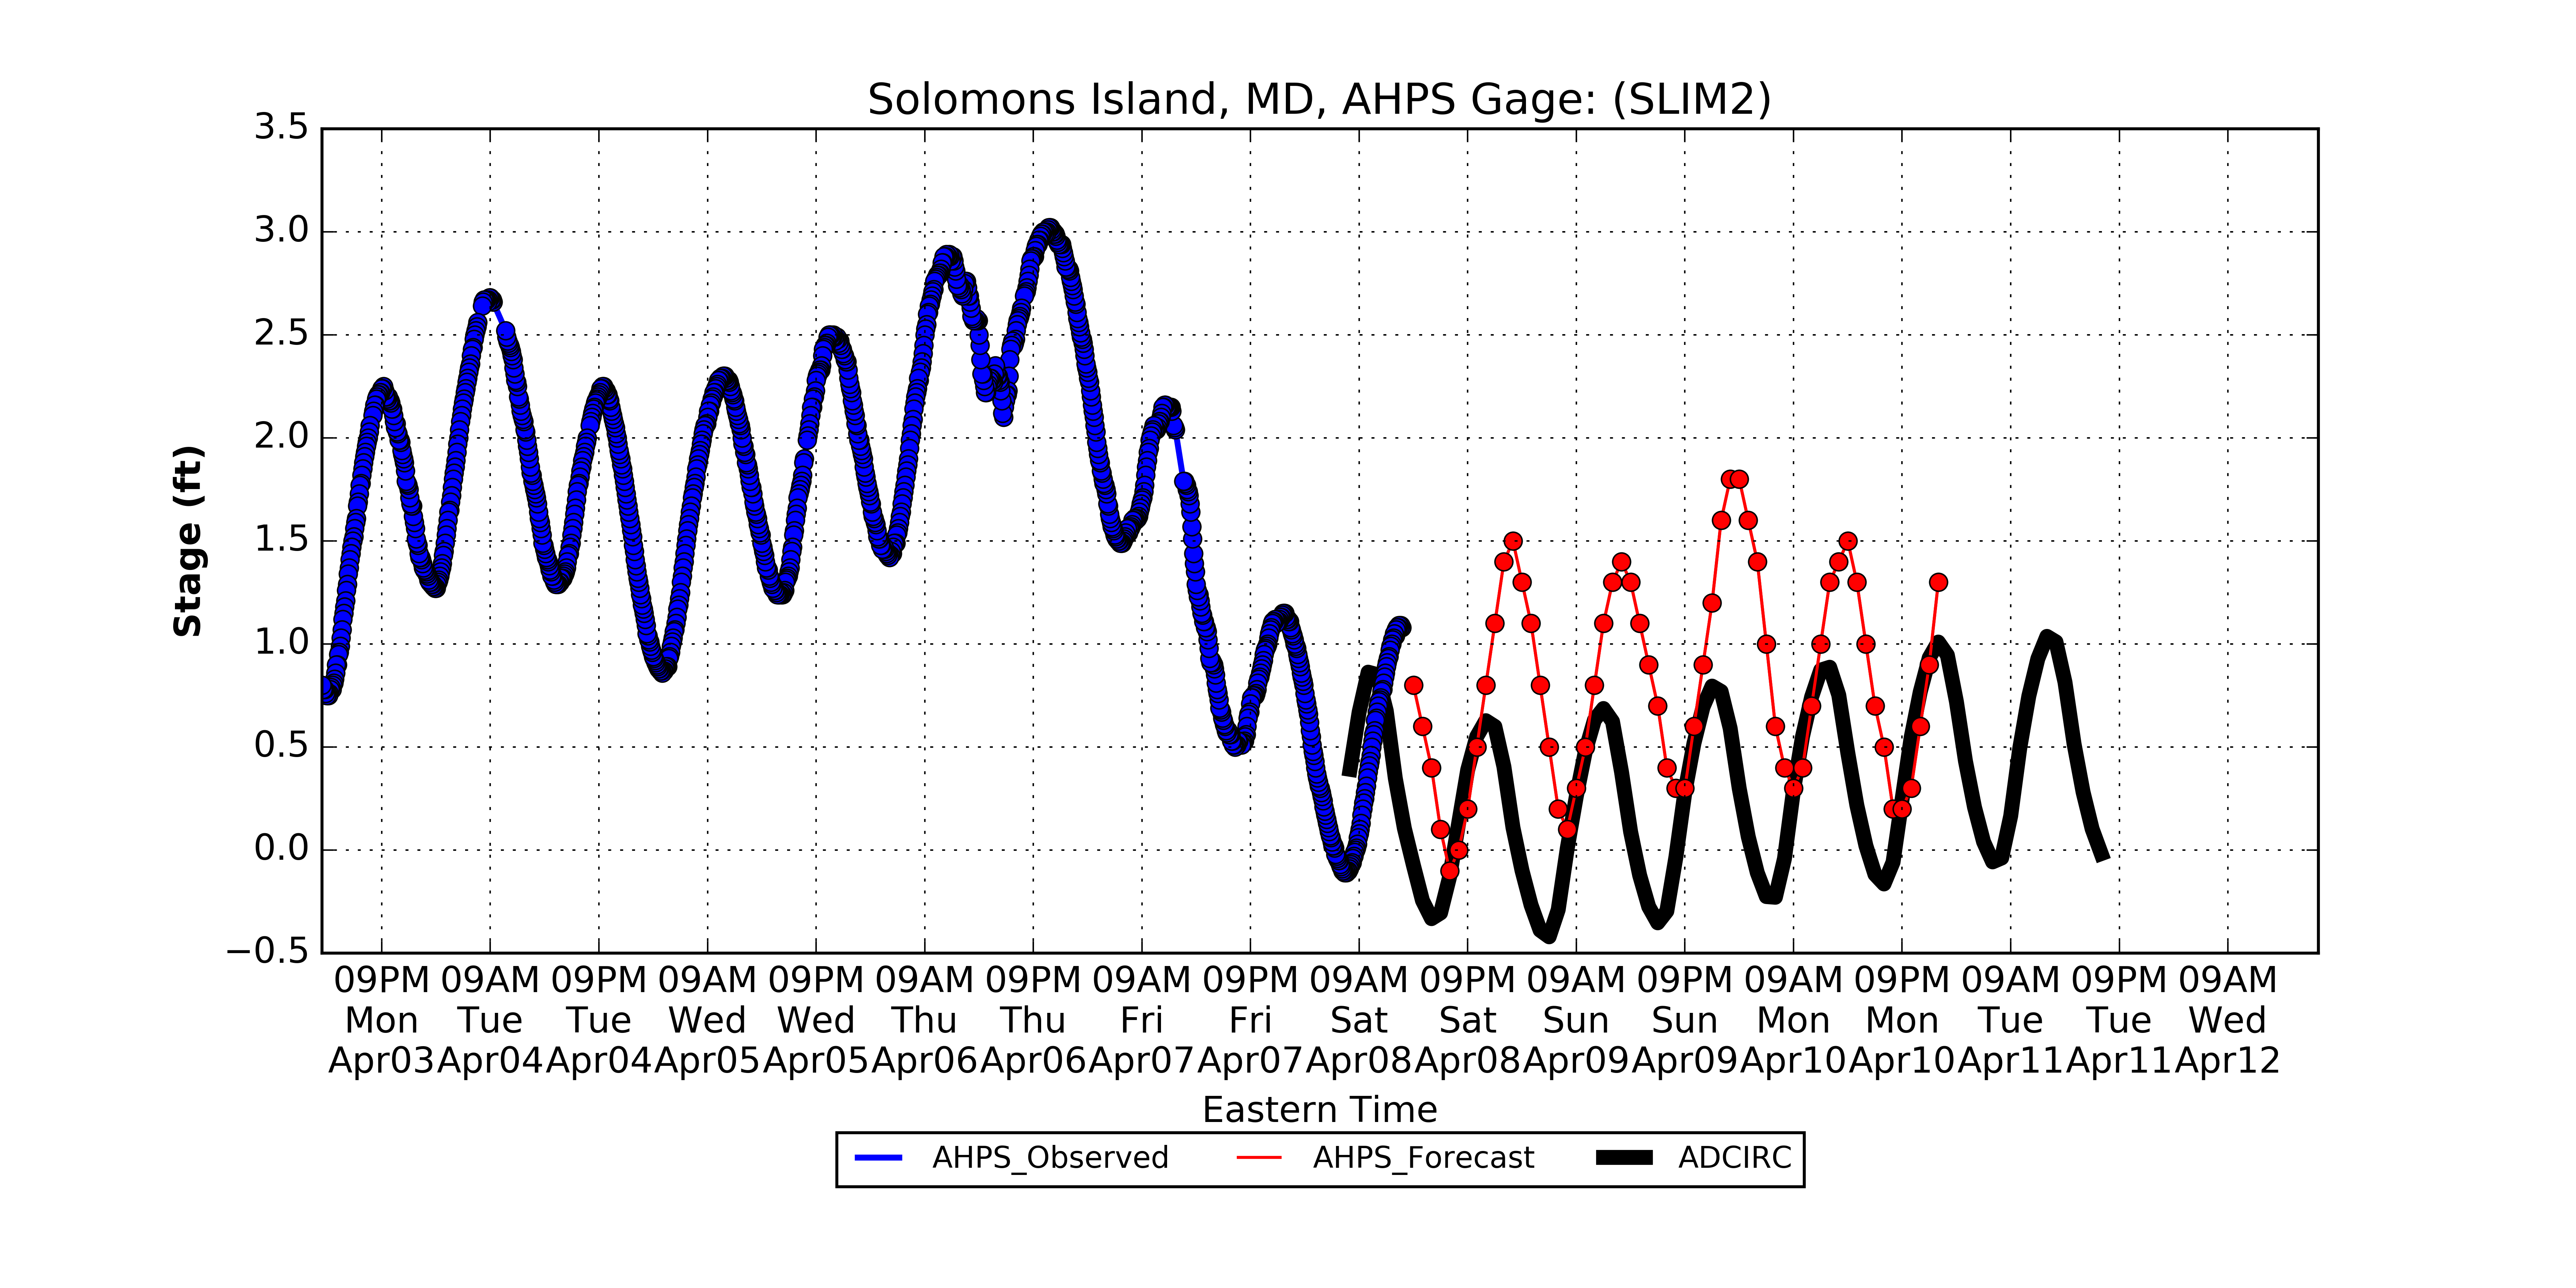 Solomons Island, MD, AHPS Gage: (SLIM2)
Stage (ft)
3.5
3.0
2.5
2.0
1.5
1.0
0.5
0.0
−0.5
09PM 09AM 09PM 09AM 09PM 09AM 09PM 09AM 09PM 09AM 09PM 09AM 09PM 09AM 09PM 09AM 09PM 09AM
Mon Tue Tue Wed Wed Thu Thu Fri Fri Sat Sat Sun Sun Mon Mon Tue Tue Wed
Apr03 Apr04 Apr04 Apr05 Apr05 Apr06 Apr06 Apr07 Apr07 Apr08 Apr08 Apr09 Apr09 Apr10 Apr10 Apr11 Apr11 Apr12
Eastern Time
AHPS_Observed AHPS_Forecast ADCIRC